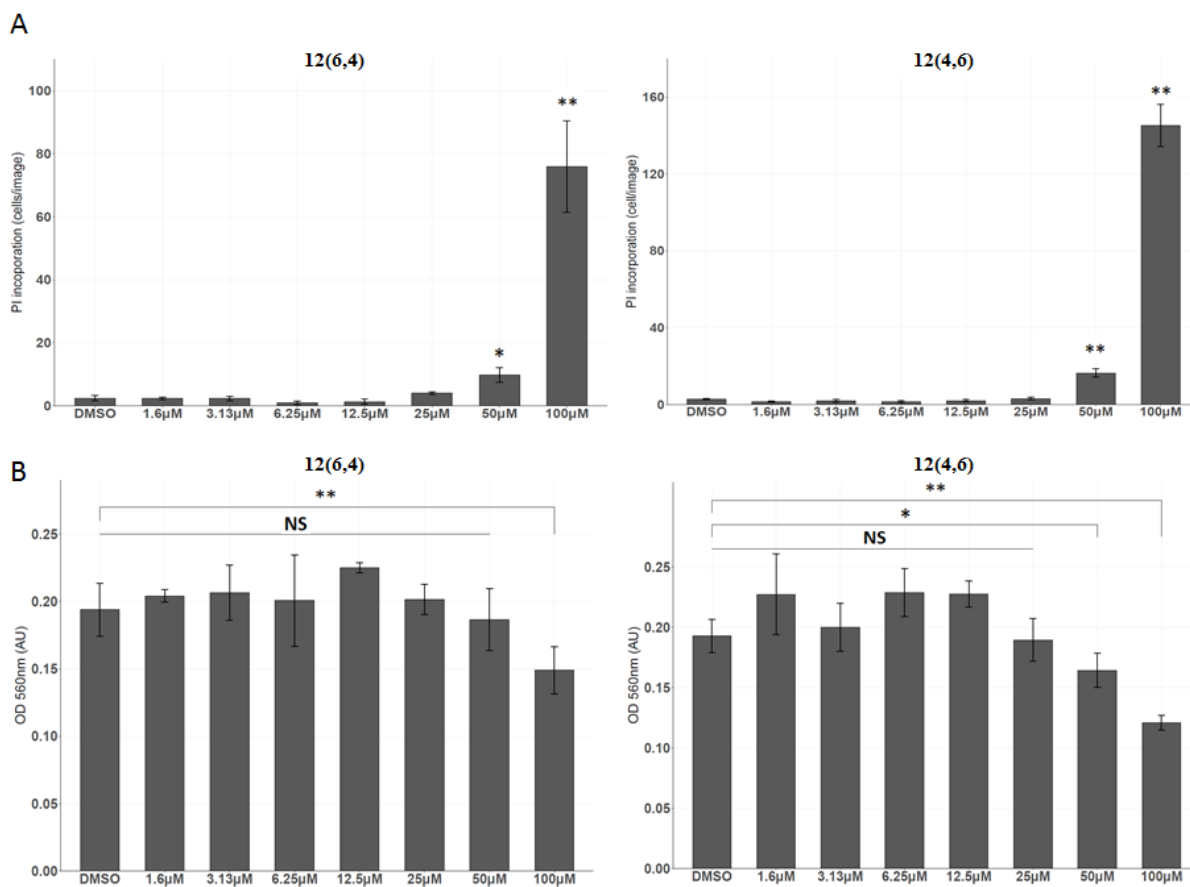 A
12(6,4)
PI incoporation (cells/image)
100
80
60
40
20
0
**
*
DMSO 1.6µM 3.13µM 6.25µM 12.5µM 25µM 50µM 100µM
12(4,6)
PI incorporation (cell/image)
160
120
80
40
0
**
**
DMSO 1.6µM 3.13µM 6.25µM 12.5µM 25µM 50µM 100µM
B
12(6,4)
OD 560nm (AU)
**
NS
0.25
0.20
0.15
0.10
0.05
0.00
DMSO 1.6µM 3.13µM 6.25µM 12.5µM 25µM 50µM 100µM
12(4,6)
OD 560nm (AU)
**
*
NS
0.25
0.20
0.15
0.10
0.05
0.00
DMSO 1.6µM 3.13µM 6.25µM 12.5µM 25µM 50µM 100µM